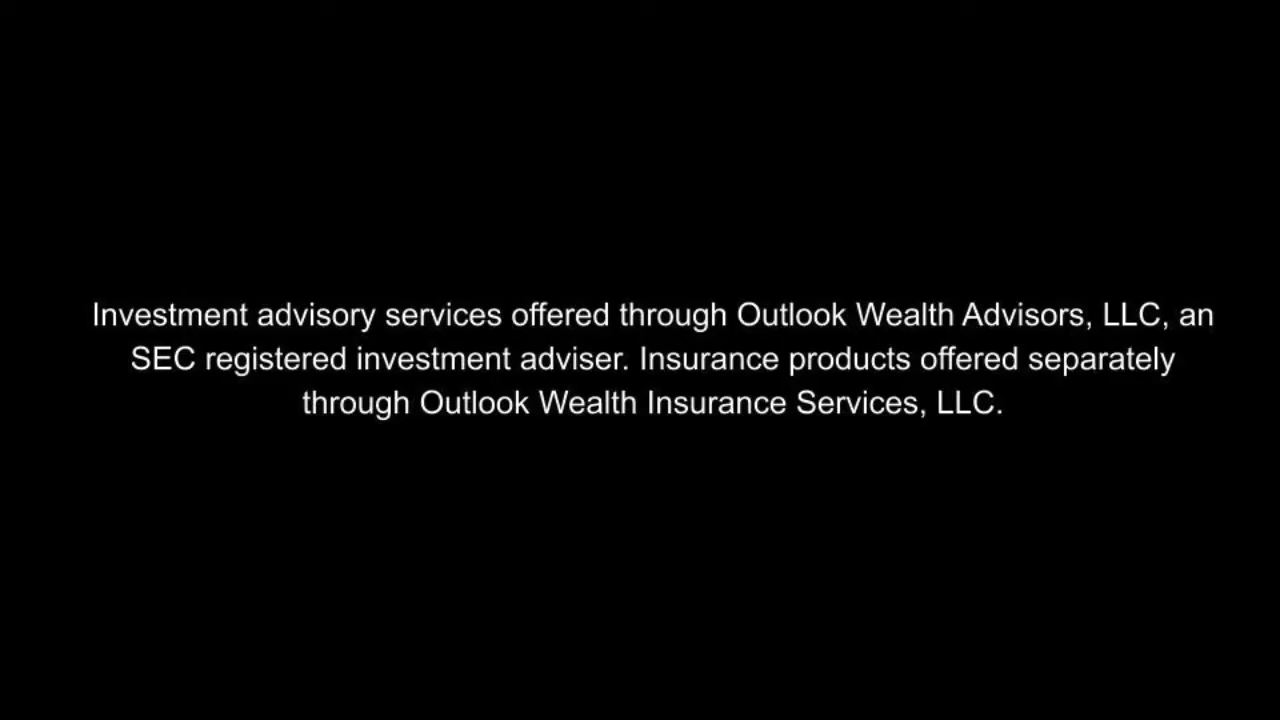 Investment advisory services offered through Outlook Wealth Advisors, LLC, an
SEC registered investment adviser. Insurance products offered separately
through Outlook Wealth Insurance Services, LLC.